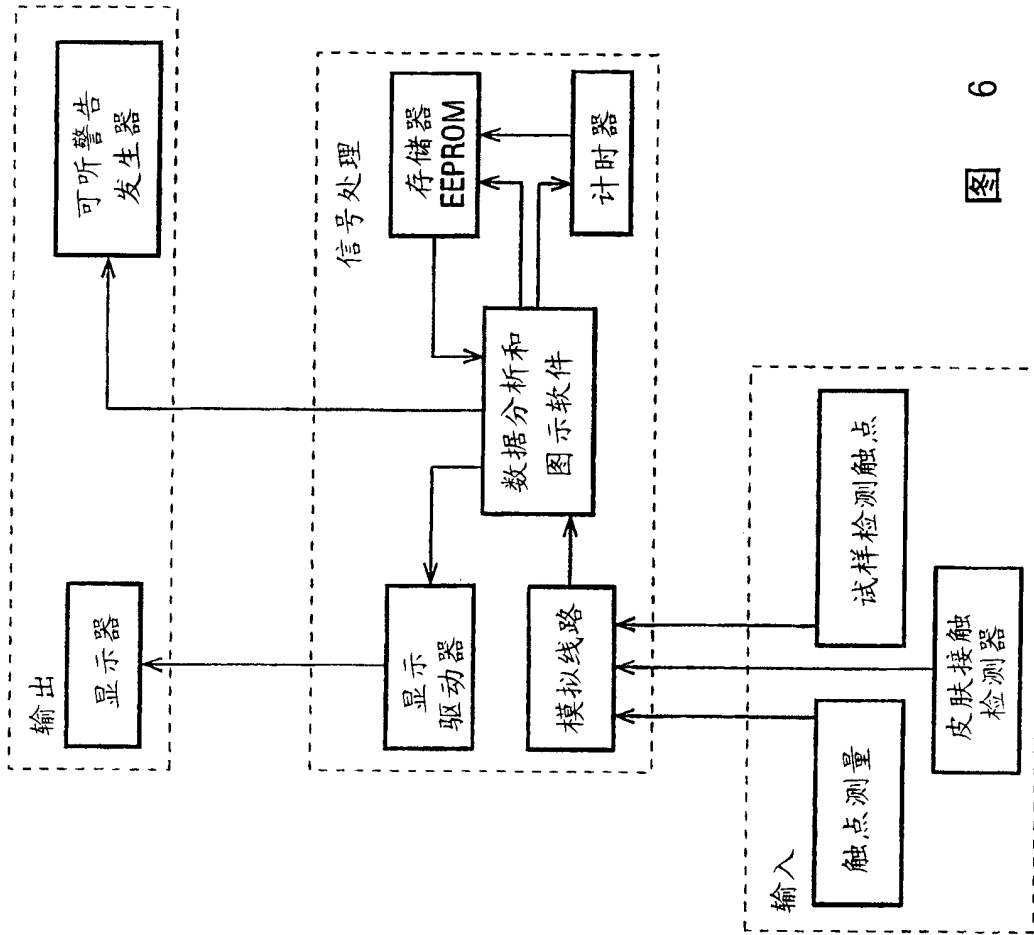 输出
显示器
可听警告
发生器
信号处理
显示
驱动器
存储器
EEPROM
模拟线路
数据分析和
图示软件
计时器
输入
触点测量
试样检测触点
皮肤接触
检测器
图 6